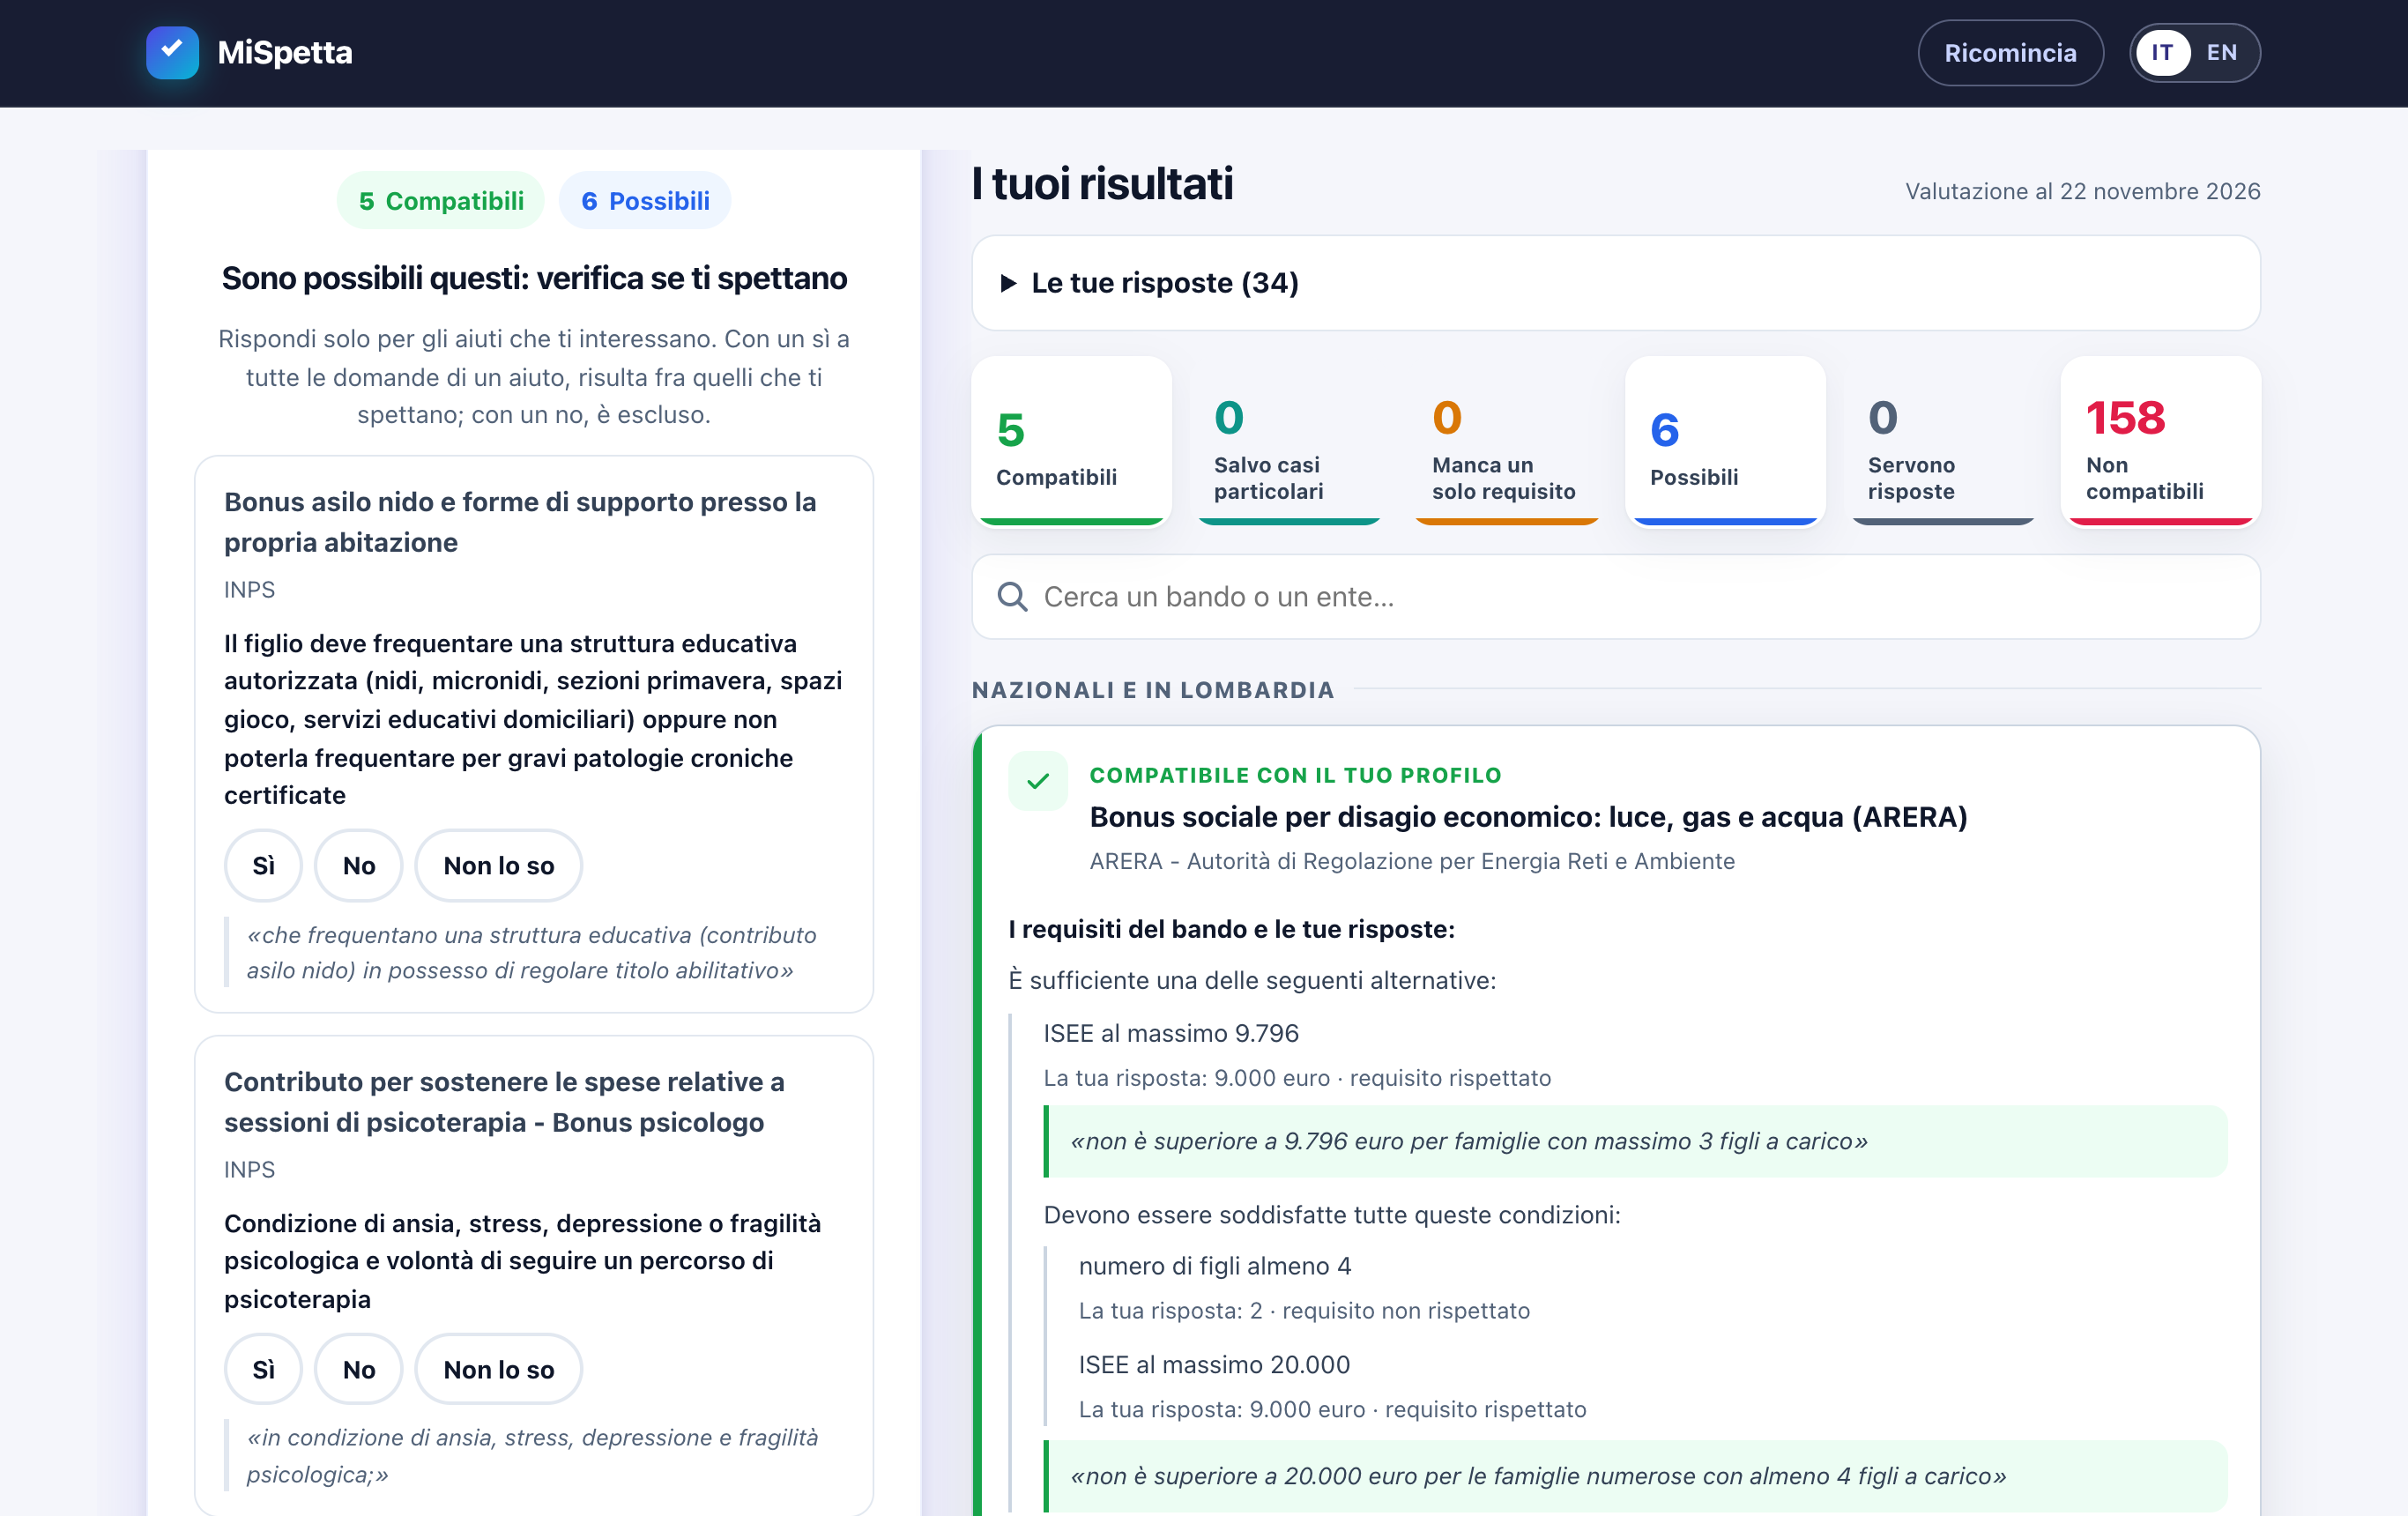 MiSpetta
Ricomincia
IT
EN
5 Compatibili
6 Possibili
Sono possibili questi: verifica se ti spettano
Rispondi solo per gli aiuti che ti interessano. Con un sì a
tutte le domande di un aiuto, risulta fra quelli che ti
spettano; con un no, è escluso.
Bonus asilo nido e forme di supporto presso la
propria abitazione
INPS
Il figlio deve frequentare una struttura educativa
autorizzata (nidi, micronidi, sezioni primavera, spazi
gioco, servizi educativi domiciliari) oppure non
poterla frequentare per gravi patologie croniche
certificate
Sì
No
Non lo so
«che frequentano una struttura educativa (contributo
asilo nido) in possesso di regolare titolo abilitativo»
Contributo per sostenere le spese relative a
sessioni di psicoterapia - Bonus psicologo
INPS
Condizione di ansia, stress, depressione o fragilità
psicologica e volontà di seguire un percorso di
psicoterapia
Sì
No
Non lo so
«in condizione di ansia, stress, depressione e fragilità
psicologica;»
I tuoi risultati
Valutazione al 22 novembre 2026
Le tue risposte (34)
5
Compatibili
0
Salvo casi
particolari
0
Manca un
solo requisito
6
Possibili
0
Servono
risposte
158
Non
compatibili
Cerca un bando o un ente...
NAZIONALI E IN LOMBARDIA
COMPATIBILE CON IL TUO PROFILO
Bonus sociale per disagio economico: luce, gas e acqua (ARERA)
ARERA - Autorità di Regolazione per Energia Reti e Ambiente
I requisiti del bando e le tue risposte:
È sufficiente una delle seguenti alternative:
ISEE al massimo 9.796
La tua risposta: 9.000 euro · requisito rispettato
«non è superiore a 9.796 euro per famiglie con massimo 3 figli a carico»
Devono essere soddisfatte tutte queste condizioni:
numero di figli almeno 4
La tua risposta: 2 · requisito non rispettato
ISEE al massimo 20.000
La tua risposta: 9.000 euro · requisito rispettato
«non è superiore a 20.000 euro per le famiglie numerose con almeno 4 figli a carico»